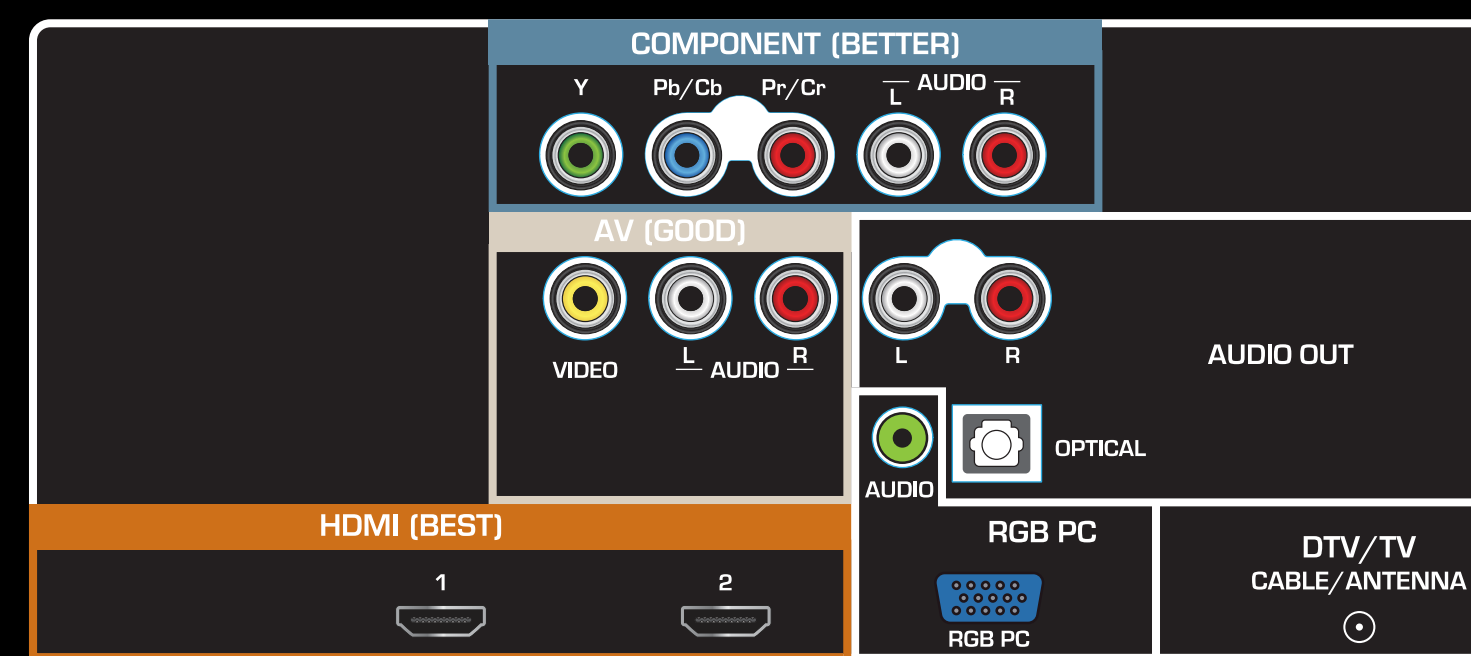 COMPONENT (BETTER)
Y Pb/Cb Pr/Cr L AUDIO R
AV (GOOD)
VIDEO L AUDIO R
L R
AUDIO OUT
AUDIO
OPTICAL
HDMI (BEST)
1 2
RGB PC
RGB PC
DTV/TV
CABLE/ANTENNA